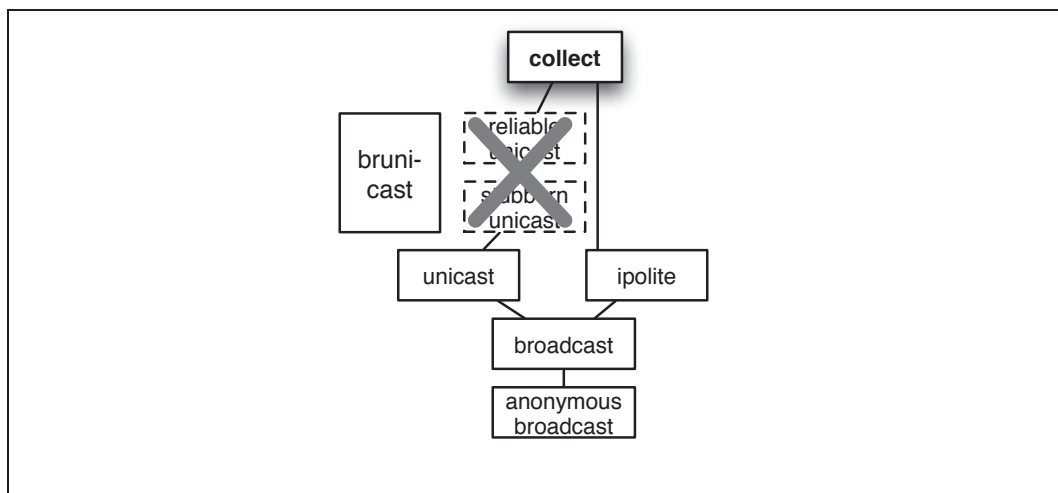 collect
reliable
unicast
bruni-
cast
stubborn
unicast
unicast
ipolite
broadcast
anonymous
broadcast